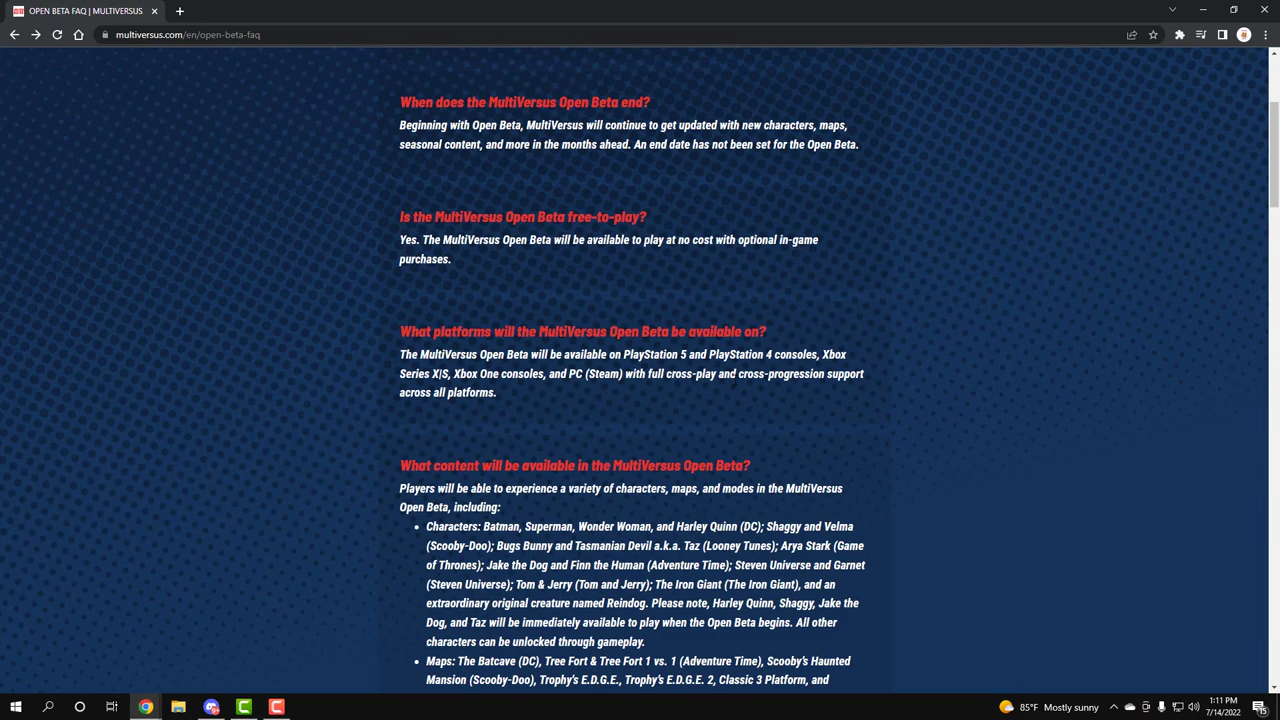 OPEN BETA FAQ | MULTIVERSUS
multiversus.com/en/open-beta-faq
When does the MultiVersus Open Beta end?
Beginning with Open Beta, MultiVersus will continue to get updated with new characters, maps,
seasonal content, and more in the months ahead. An end date has not been set for the Open Beta.
Is the MultiVersus Open Beta free-to-play?
Yes. The MultiVersus Open Beta will be available to play at no cost with optional in-game
purchases.
What platforms will the MultiVersus Open Beta be available on?
The MultiVersus Open Beta will be available on PlayStation 5 and PlayStation 4 consoles, Xbox
Series X|S, Xbox One consoles, and PC (Steam) with full cross-play and cross-progression support
across all platforms.
What content will be available in the MultiVersus Open Beta?
Players will be able to experience a variety of characters, maps, and modes in the MultiVersus
Open Beta, including:
• Characters: Batman, Superman, Wonder Woman, and Harley Quinn (DC); Shaggy and Velma
(Scooby-Doo); Bugs Bunny and Tasmanian Devil a.k.a. Taz (Looney Tunes); Arya Stark (Game
of Thrones); Jake the Dog and Finn the Human (Adventure Time); Steven Universe and Garnet
(Steven Universe); Tom & Jerry (Tom and Jerry); The Iron Giant (The Iron Giant), and an
extraordinary original creature named Reindog. Please note, Harley Quinn, Shaggy, Jake the
Dog, and Taz will be immediately available to play when the Open Beta begins. All other
characters can be unlocked through gameplay.
• Maps: The Batcave (DC), Tree Fort & Tree Fort 1 vs. 1 (Adventure Time), Scooby's Haunted
Mansion (Scooby-Doo), Trophy's E.D.G.E., Trophy's E.D.G.E. 2, Classic 3 Platform, and
85°F Mostly sunny
1:11 PM
7/14/2022
15